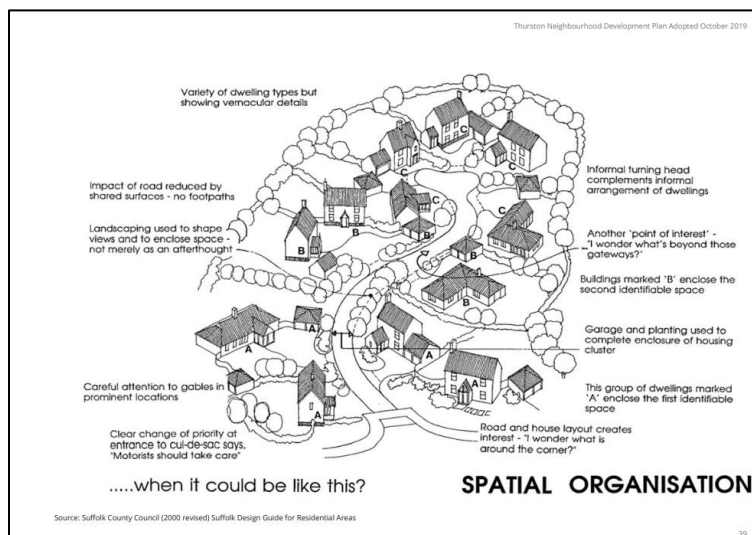 Thurston Neighbourhood Development Plan Adopted October 2019
Variety of dwelling types but
showing vernacular details
Impact of road reduced by
shared surfaces - no footpaths
Landscaping used to shape
views and to enclose space -
not merely as an afterthought
Careful attention to gables in
prominent locations
Clear change of priority at
entrance to cul-de-sac says,
"Motorists should take care"
Informal turning head
complements informal
arrangement of dwellings
Another 'point of interest' -
"I wonder what's beyond those
gateways?"
Buildings marked 'B' enclose the
second identifiable space
Garage and planting used to
complete enclosure of housing
cluster
This group of dwellings marked
'A' enclose the first identifiable
space
Road and house layout creates
interest - "I wonder what is
around the corner?"
C
C
C
C
C
B
B
B
B
B
A
A
A
A
A
.....when it could be like this?
SPATIAL ORGANISATION
Source: Suffolk County Council (2000 revised) Suffolk Design Guide for Residential Areas
39